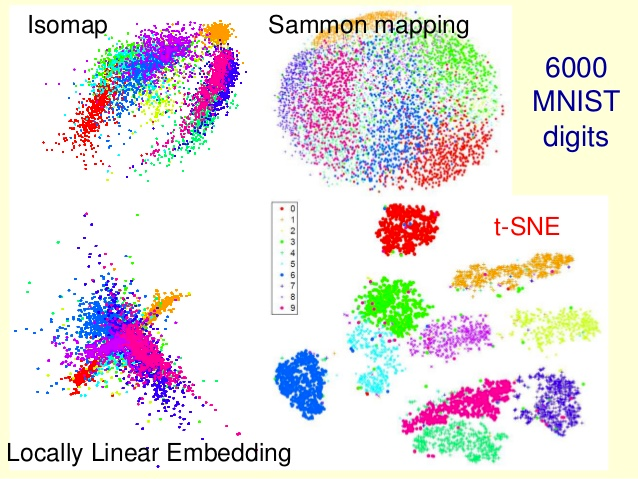 Isomap
Sammon mapping
6000
MNIST
digits
0
1
2
3
4
5
6
7
8
9
t-SNE
Locally Linear Embedding